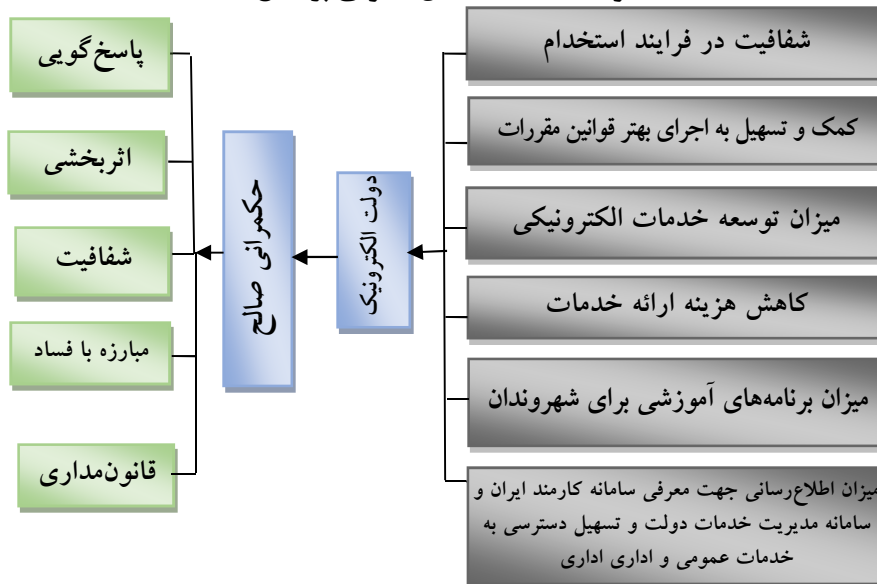 شفافیت در فرایند استخدام
کمک و تسهیل به اجرای بهتر قوانین مقررات
میزان توسعه خدمات الکترونیکی
کاهش هزینه ارائه خدمات
میزان برنامه‌های آموزشی برای شهروندان
میزان اطلاع‌رسانی جهت معرفی سامانه کارمند ایران و
سامانه مدیریت خدمات دولت و تسهیل دسترسی به
خدمات عمومی و اداری اداری
دولت الکترونیک
حکمرانی صالح
پاسخ‌گویی
اثربخشی
شفافیت
مبارزه با فساد
قانون‌مداری